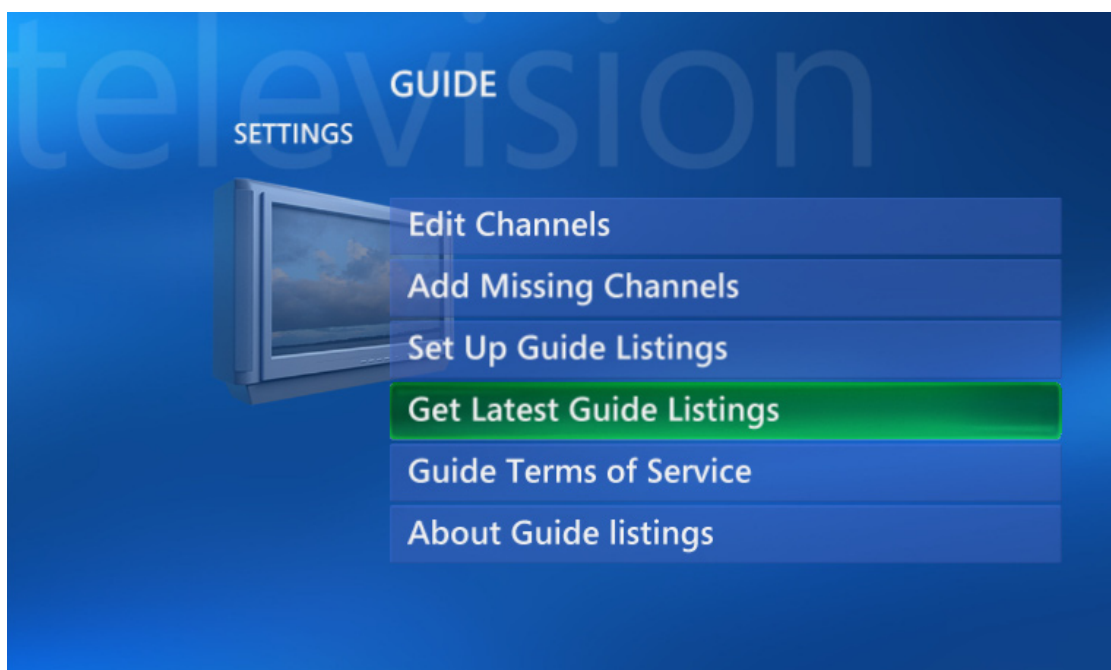 television
GUIDE
SETTINGS
Edit Channels
Add Missing Channels
Set Up Guide Listings
Get Latest Guide Listings
Guide Terms of Service
About Guide listings